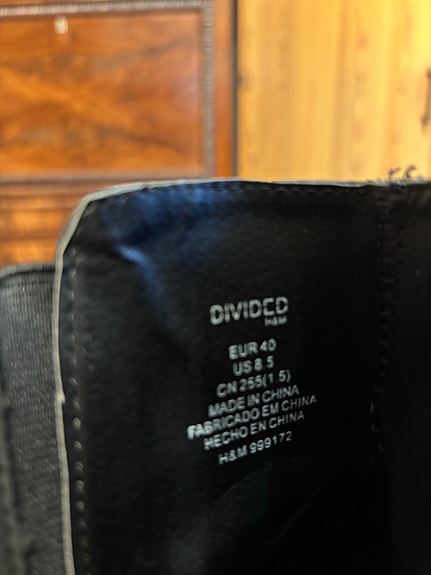 DIVIDED
H&M
EUR 40
US 8.5
CN 255(1.5)
MADE IN CHINA
FABRICADO EM CHINA
HECHO EN CHINA
H&M 999172